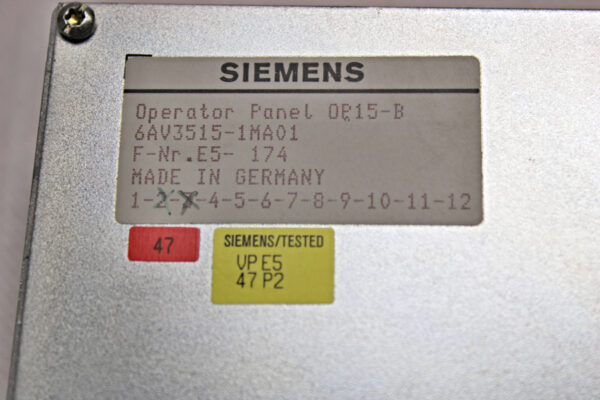 SIEMENS
Operator Panel OP15-B
6AV3515-1MA01
F-Nr.E5- 174
MADE IN GERMANY
1-2-3-4-5-6-7-8-9-10-11-12
47
SIEMENS/TESTED
VP E5
47 P2